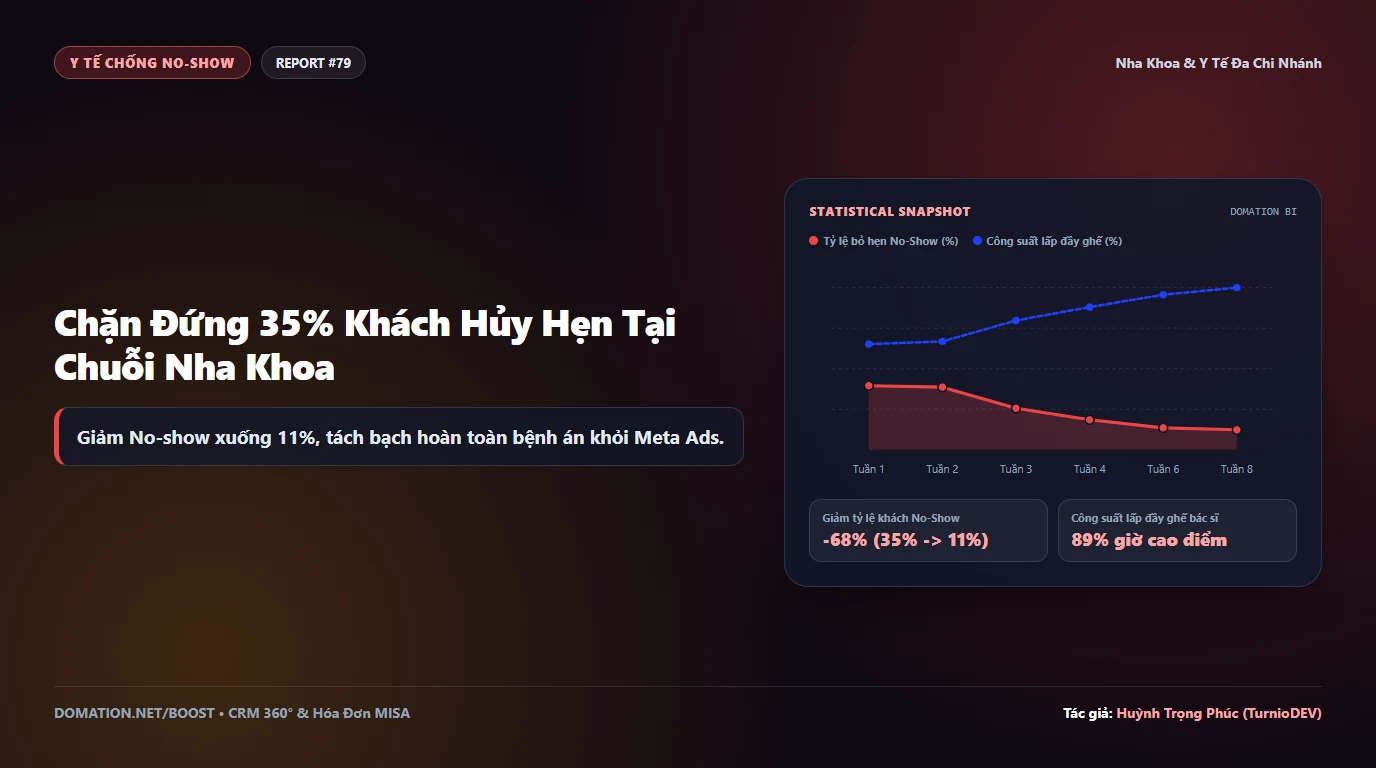 Y TẾ CHỐNG NO-SHOW
REPORT #79
Nha Khoa & Y Tế Đa Chi Nhánh
Chặn Đứng 35% Khách Hủy Hẹn Tại
Chuỗi Nha Khoa
Giảm No-show xuống 11%, tách bạch hoàn toàn bệnh án khỏi Meta Ads.
STATISTICAL SNAPSHOT
DOMATION BI
Tỷ lệ bỏ hẹn No-Show (%)
Công suất lấp đầy ghế (%)
Tuần 1
Tuần 2
Tuần 3
Tuần 4
Tuần 6
Tuần 8
Giảm tỷ lệ khách No-Show
-68% (35% -> 11%)
Công suất lấp đầy ghế bác sĩ
89% giờ cao điểm
DOMATION.NET/BOOST • CRM 360° & Hóa Đơn MISA
Tác giả: Huỳnh Trọng Phúc (TurnioDEV)